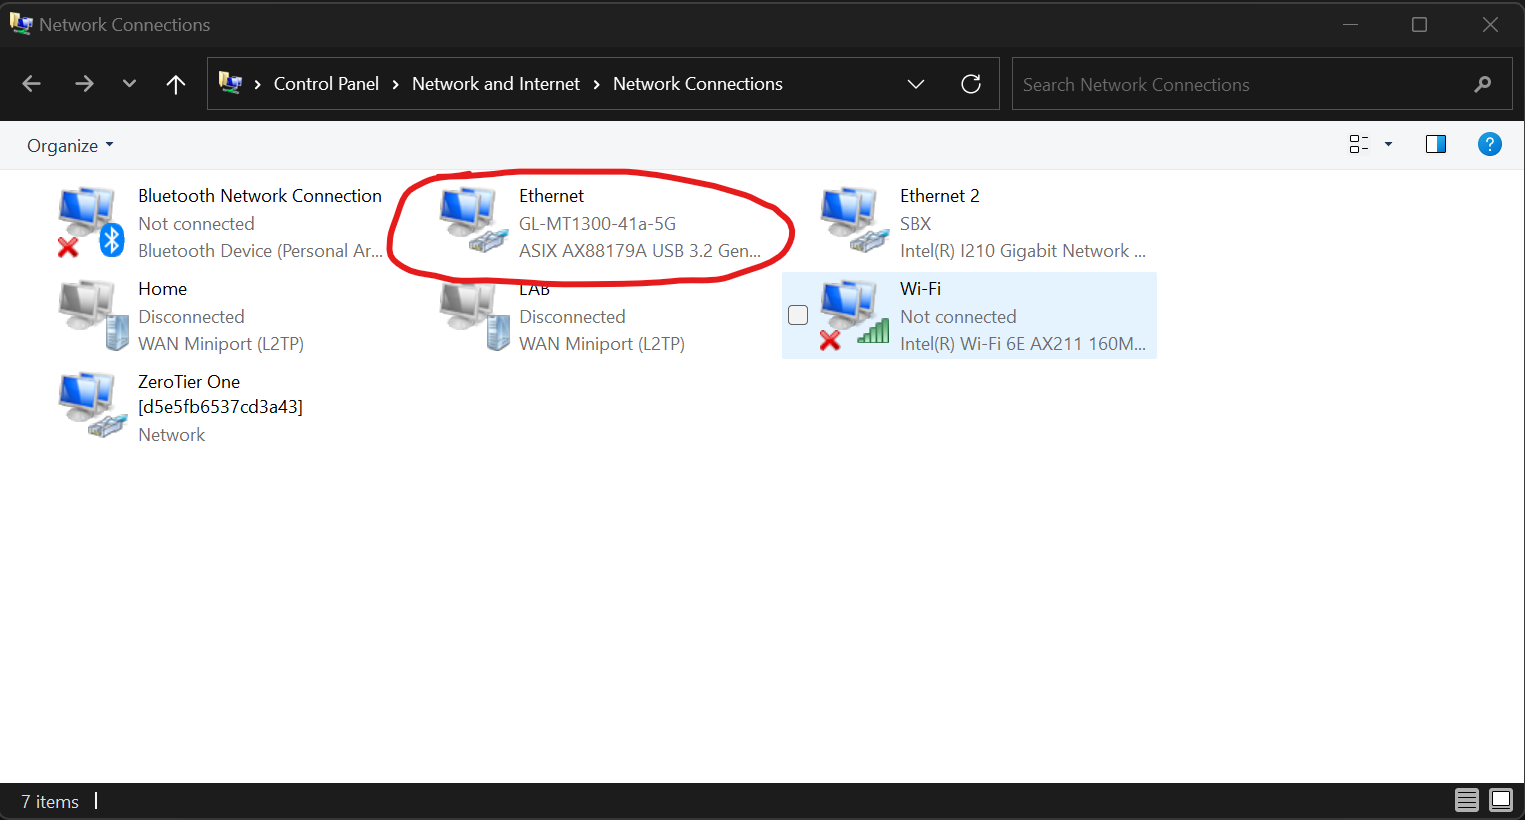 Network Connections
Control Panel > Network and Internet > Network Connections
Search Network Connections
Organize
?
Bluetooth Network Connection
Not connected
Bluetooth Device (Personal Ar...
Ethernet
GL-MT1300-41a-5G
ASIX AX88179A USB 3.2 Gen...
Ethernet 2
SBX
Intel(R) I210 Gigabit Network ...
Home
Disconnected
WAN Miniport (L2TP)
LAB
Disconnected
WAN Miniport (L2TP)
Wi-Fi
Not connected
Intel(R) Wi-Fi 6E AX211 160M...
ZeroTier One
[d5e5fb6537cd3a43]
Network
7 items